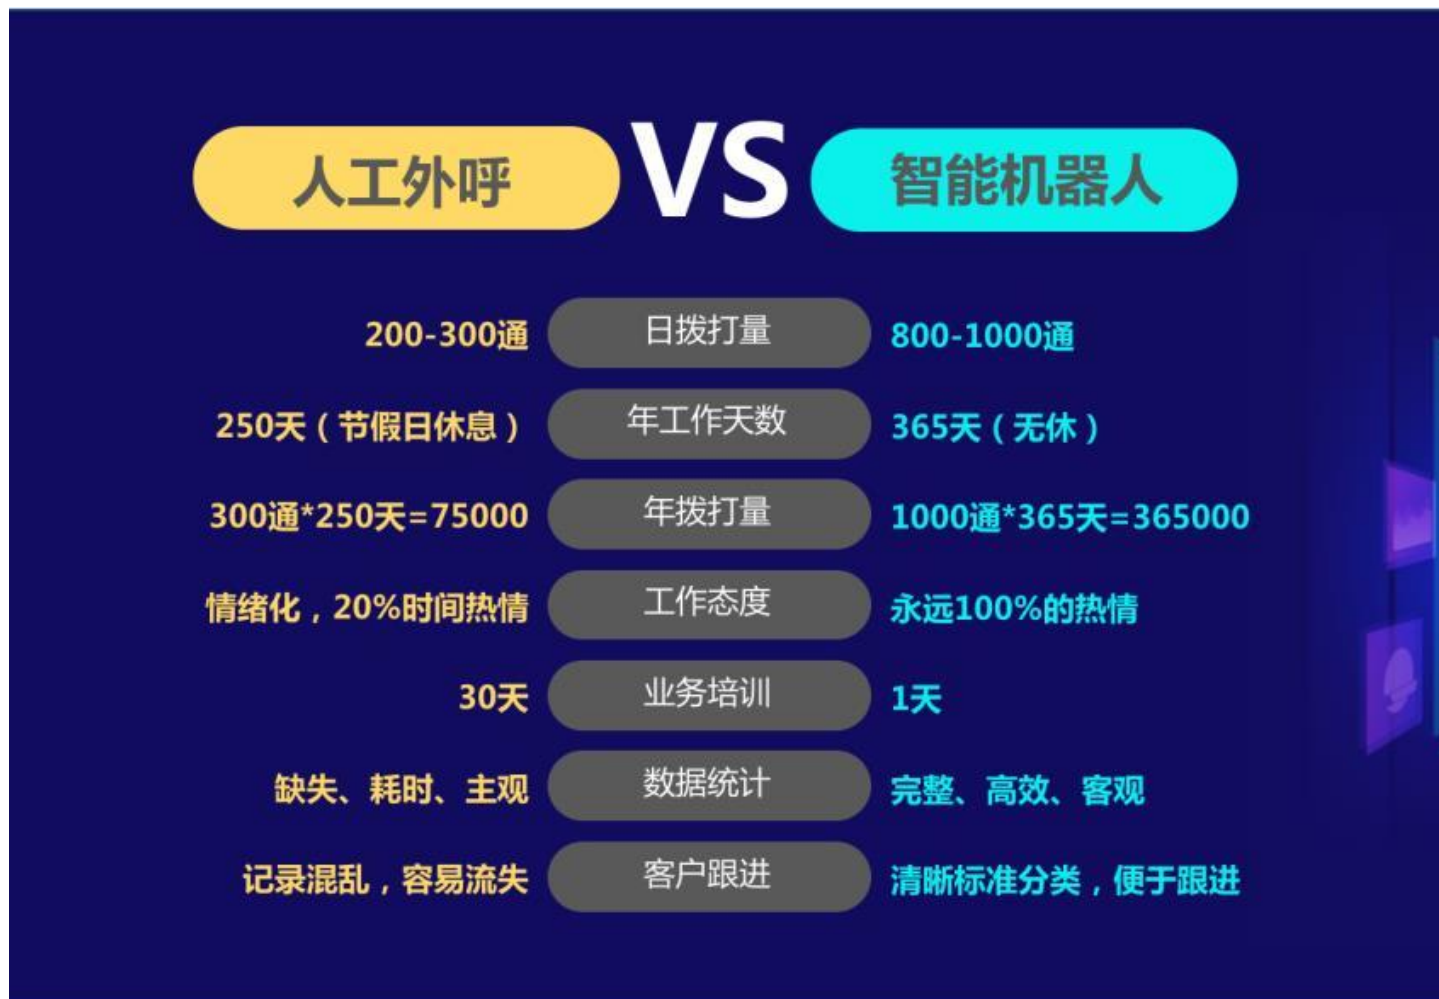 人工外呼 VS 智能机器人
200-300通 日拨打量 800-1000通
250天（节假日休息） 年工作天数 365天（无休）
300通*250天=75000 年拨打量 1000通*365天=365000
情绪化，20%时间热情 工作态度 永远100%的热情
30天 业务培训 1天
缺失、耗时、主观 数据统计 完整、高效、客观
记录混乱，容易流失 客户跟进 清晰标准分类，便于跟进